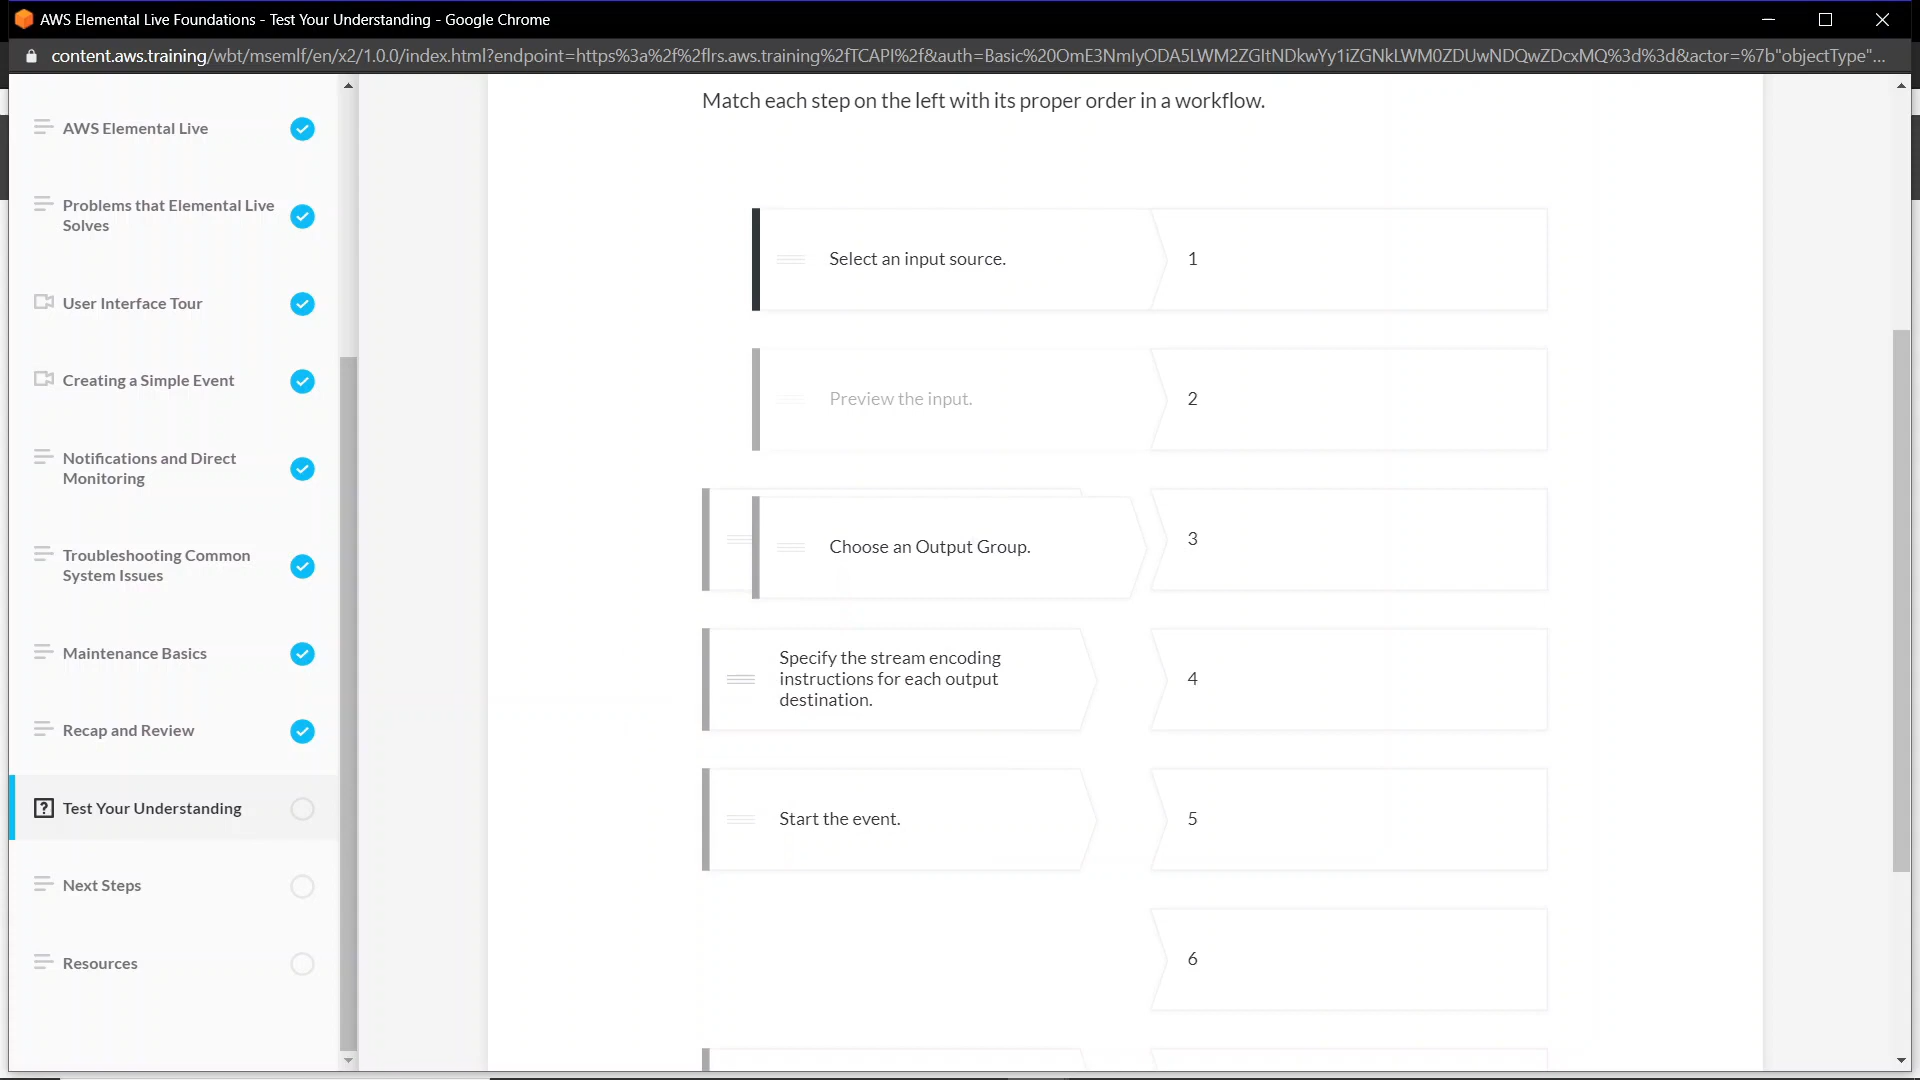 AWS Elemental Live Foundations - Test Your Understanding - Google Chrome
content.aws.training/wbt/msemlf/en/x2/1.0.0/index.html?endpoint=https%3a%2f%2flrs.aws.training%2fTCAPI%2f&auth=Basic%20OmE3NmIyODA5LWM2ZGItNDkwYy1iZGNkLWM0ZDUwNDQwZDcxMQ%3d%3d&actor=%7b"objectType"...
Match each step on the left with its proper order in a workflow.
AWS Elemental Live
Problems that Elemental Live
Solves
User Interface Tour
Creating a Simple Event
Notifications and Direct
Monitoring
Troubleshooting Common
System Issues
Maintenance Basics
Recap and Review
Test Your Understanding
Next Steps
Resources
Select an input source.
1
Preview the input.
2
Choose an Output Group.
3
Specify the stream encoding
instructions for each output
destination.
4
Start the event.
5
6